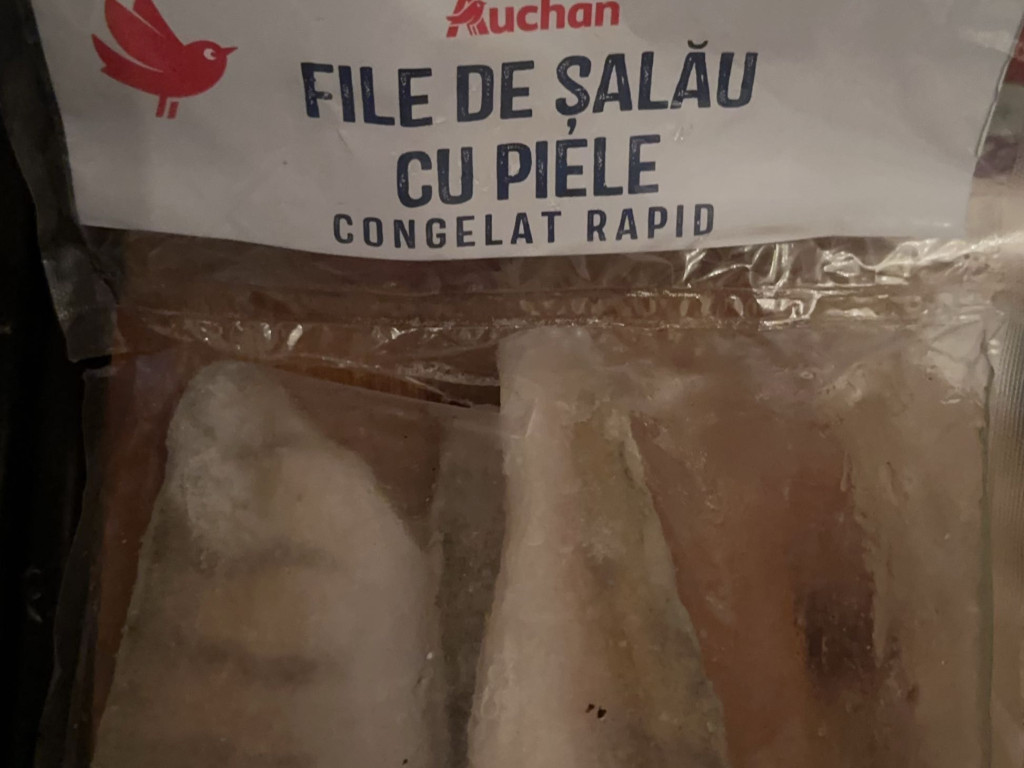 Auchan
FILE DE ȘALĂU
CU PIELE
CONGELAT RAPID